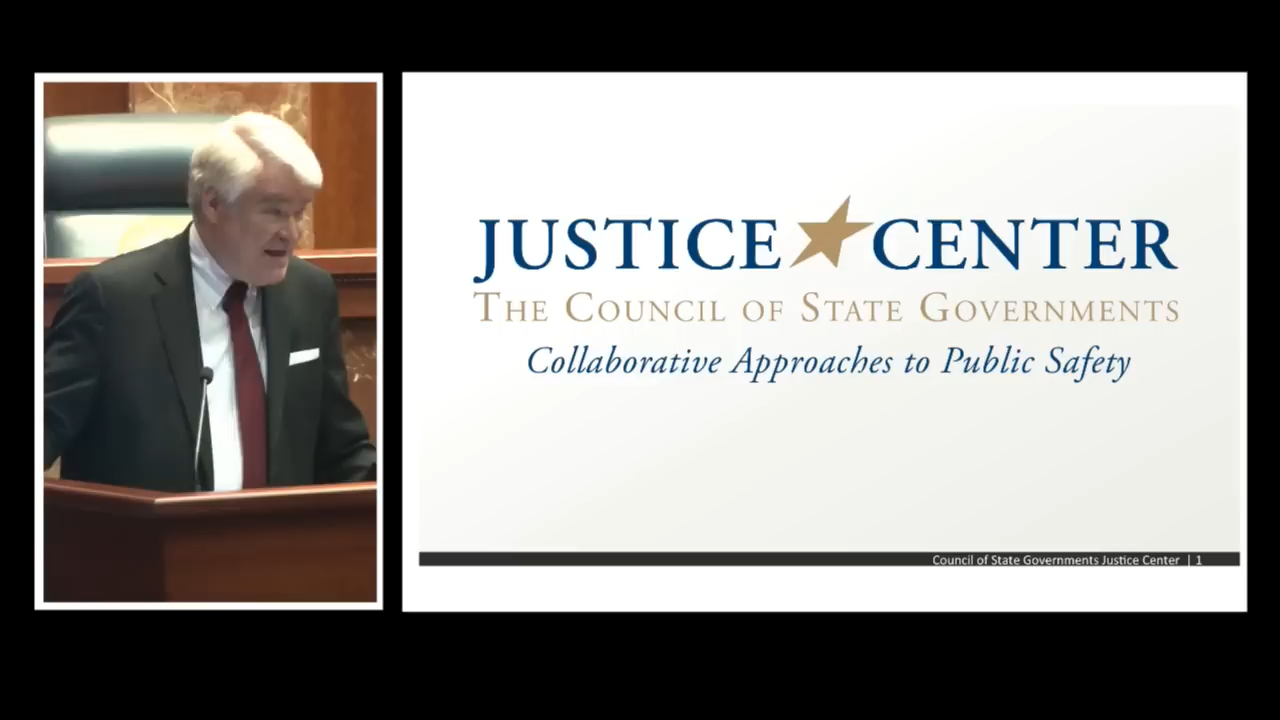 JUSTICE CENTER
THE COUNCIL OF STATE GOVERNMENTS
Collaborative Approaches to Public Safety
Council of State Governments Justice Center | 1